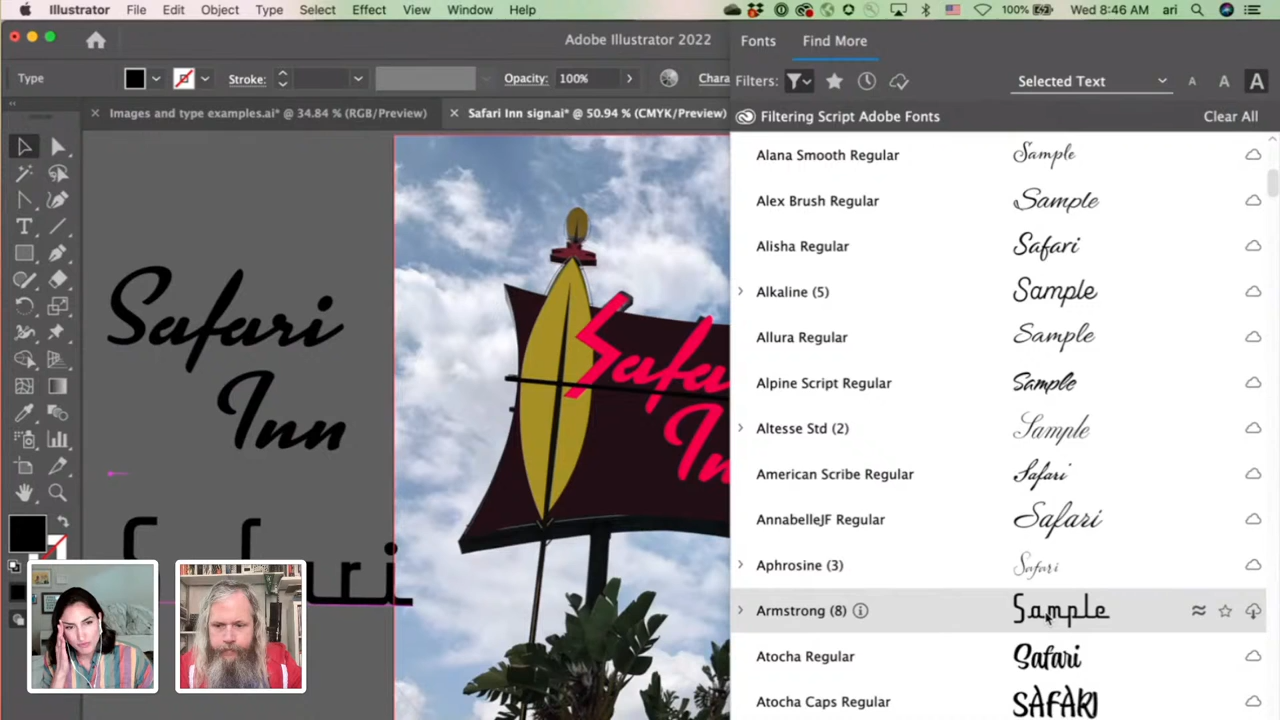 Illustrator File Edit Object Type Select Effect View Window Help 100% Wed 8:46 AM ari
Adobe Illustrator 2022
Type Stroke: Opacity: 100% Chara
Images and type examples.ai* @ 34.84 % (RGB/Preview) Safari Inn sign.ai* @ 50.94 % (CMYK/Preview)
Safari
Inn
Safari
Safa
In
Fonts Find More
Filters: Selected Text A A A
Filtering Script Adobe Fonts Clear All
Alana Smooth Regular Sample
Alex Brush Regular Sample
Alisha Regular Safari
Alkaline (5) Sample
Allura Regular Sample
Alpine Script Regular Sample
Altesse Std (2) Sample
American Scribe Regular Safari
AnnabelleJF Regular Safari
Aphrosine (3) Safari
Armstrong (8) Sample
Atocha Regular Safari
Atocha Caps Regular SAFARI